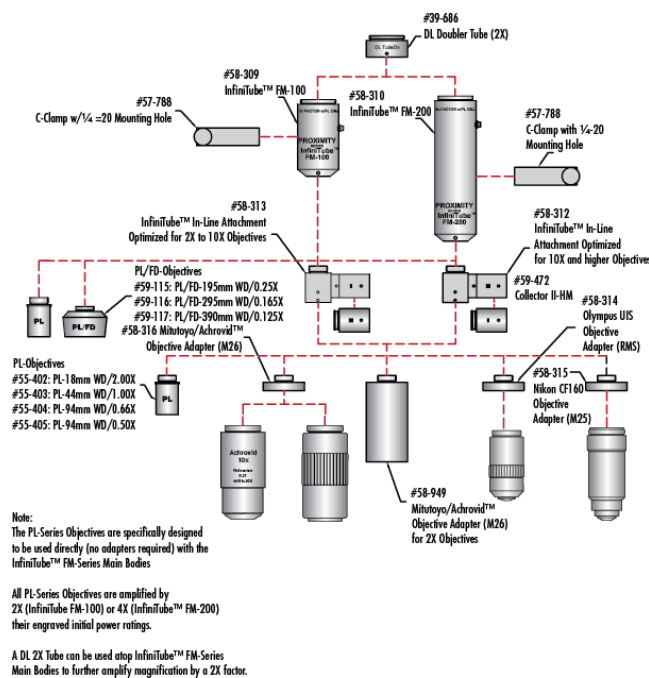 #39-686
DL Doubler Tube (2X)
DL Tube/2x
#58-309
InfiniTube™ FM-100
#58-310
InfiniTube™ FM-200
#57-788
C-Clamp w/¼ =20 Mounting Hole
#57-788
C-Clamp with ¼-20
Mounting Hole
PROXIMITY
InfiniTube™
FM-100
PROXIMITY
InfiniTube™
FM-200
#58-313
InfiniTube™ In-Line Attachment
Optimized for 2X to 10X Objectives
#58-312
InfiniTube™ In-Line
Attachment Optimized
for 10X and higher Objectives
#59-472
Collector II-HM
PL
PL/FD
PL/FD-Objectives
#59-115: PL/FD-195mm WD/0.25X
#59-116: PL/FD-295mm WD/0.165X
#59-117: PL/FD-390mm WD/0.125X
#58-316 Mitutoyo/Achrovid™
Objective Adapter (M26)
#58-314
Olympus UIS
Objective
Adapter (RMS)
#58-315
Nikon CF160
Objective
Adapter (M25)
PL-Objectives
#55-402: PL-18mm WD/2.00X
#55-403: PL-44mm WD/1.00X
#55-404: PL-94mm WD/0.66X
#55-405: PL-94mm WD/0.50X
PL
Achrovid
10x
#58-949
Mitutoyo/Achrovid™
Objective Adapter (M26)
for 2X Objectives
Note:
The PL-Series Objectives are specifically designed
to be used directly (no adapters required) with the
InfiniTube™ FM-Series Main Bodies
All PL-Series Objectives are amplified by
2X (InfiniTube FM-100) or 4X (InfiniTube™ FM-200)
their engraved initial power ratings.
A DL 2X Tube can be used atop InfiniTube™ FM-Series
Main Bodies to further amplify magnification by a 2X factor.